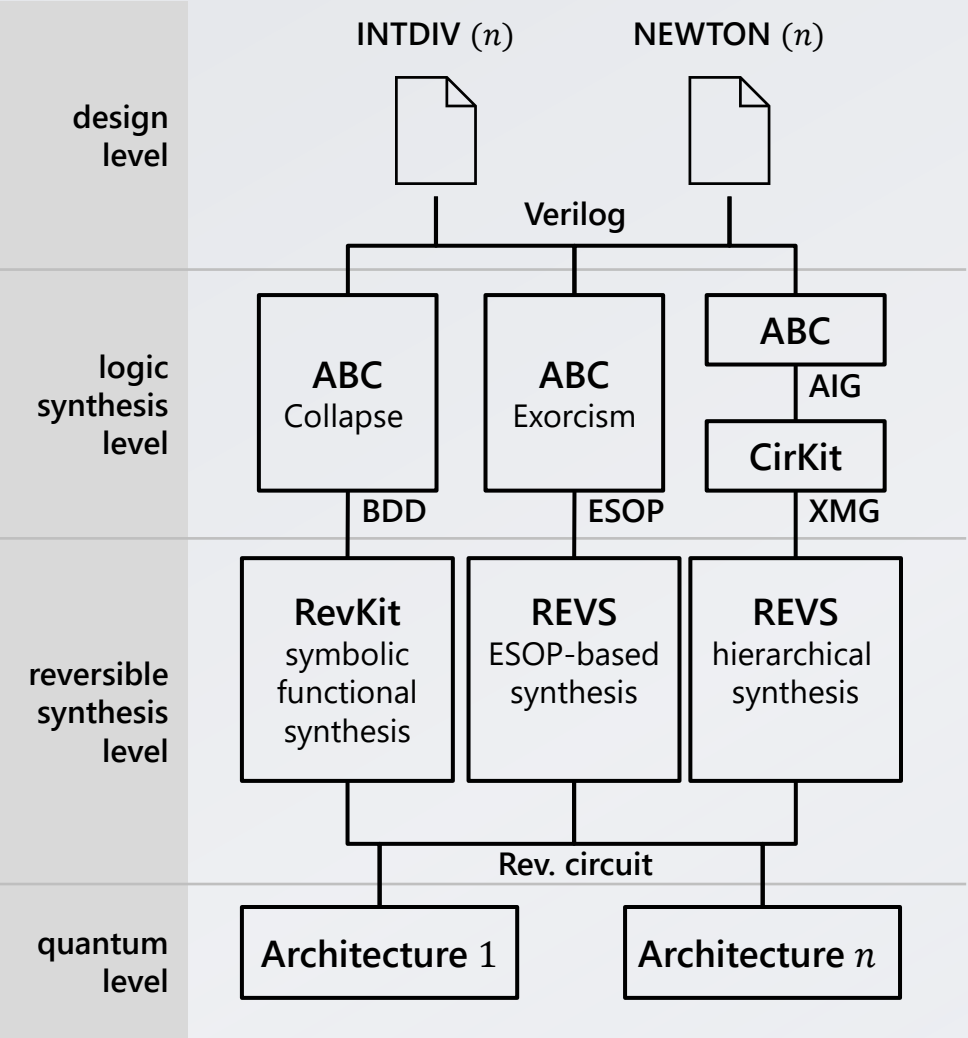 INTDIV (n)
NEWTON (n)
design
level
Verilog
logic
synthesis
level
ABC
Collapse
ABC
Exorcism
ABC
AIG
CirKit
BDD
ESOP
XMG
reversible
synthesis
level
RevKit
symbolic
functional
synthesis
REVS
ESOP-based
synthesis
REVS
hierarchical
synthesis
Rev. circuit
quantum
level
Architecture 1
Architecture n